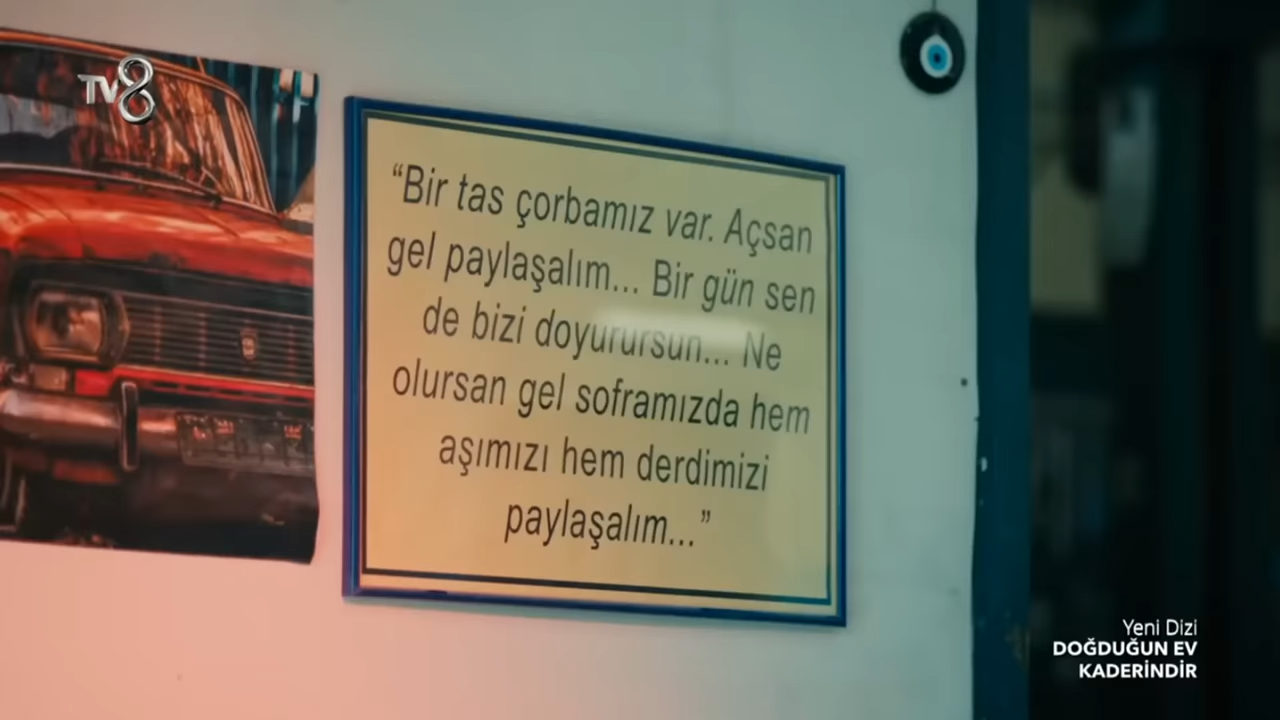 TV8
“Bir tas çorbamız var. Açsan
gel paylaşalım... Bir gün sen
de bizi doyurursun... Ne
olursan gel soframızda hem
aşımızı hem derdimizi
paylaşalım...”
Yeni Dizi
DOĞDUĞUN EV
KADERİNDİR